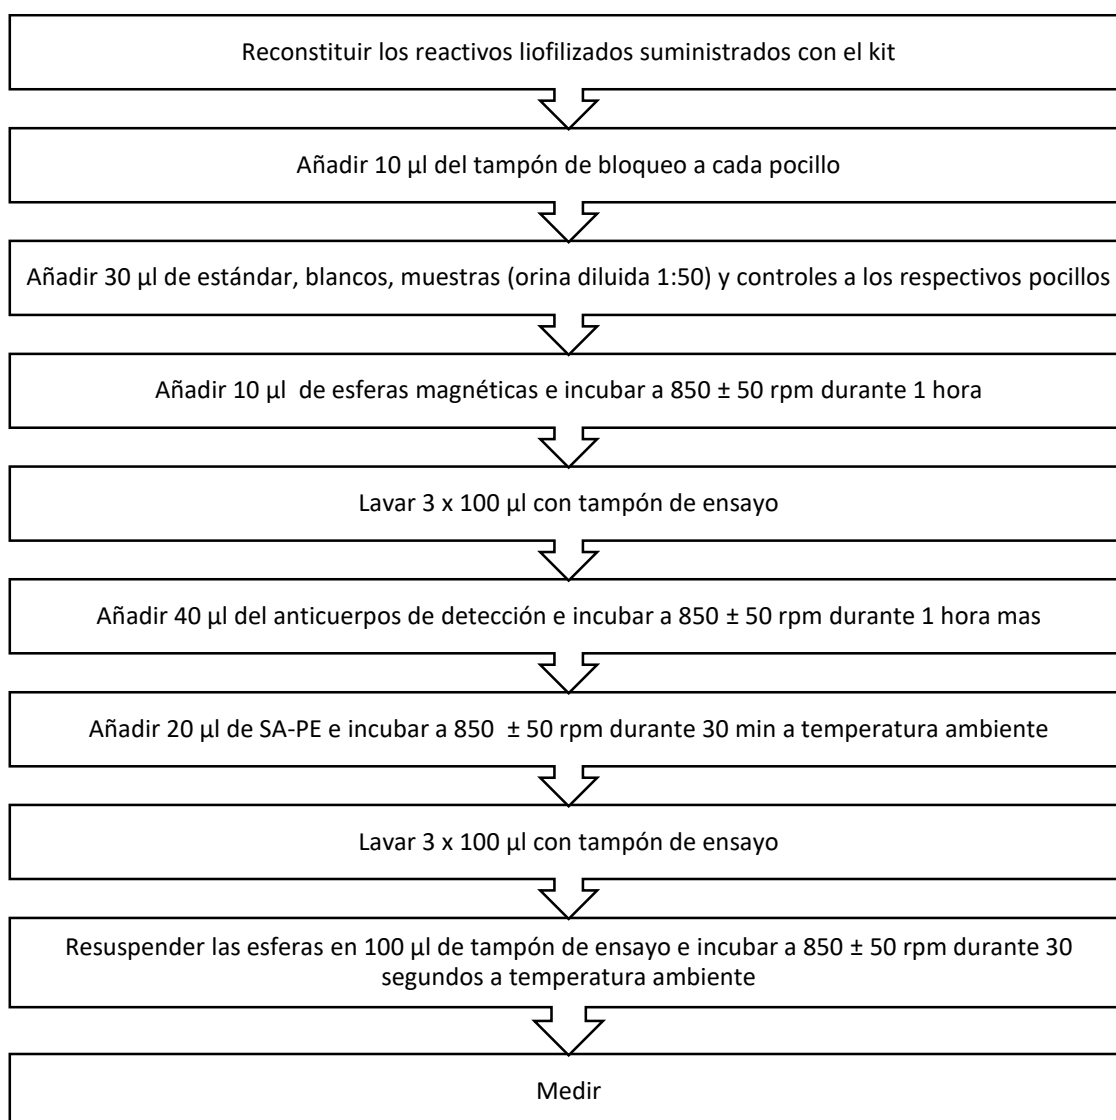 Reconstituir los reactivos liofilizados suministrados con el kit
Añadir 10 µl del tampón de bloqueo a cada pocillo
Añadir 30 µl de estándar, blancos, muestras (orina diluida 1:50) y controles a los respectivos pocillos
Añadir 10 µl de esferas magnéticas e incubar a 850 ± 50 rpm durante 1 hora
Lavar 3 x 100 µl con tampón de ensayo
Añadir 40 µl del anticuerpos de detección e incubar a 850 ± 50 rpm durante 1 hora mas
Añadir 20 µl de SA-PE e incubar a 850 ± 50 rpm durante 30 min a temperatura ambiente
Lavar 3 x 100 µl con tampón de ensayo
Resuspender las esferas en 100 µl de tampón de ensayo e incubar a 850 ± 50 rpm durante 30
segundos a temperatura ambiente
Medir